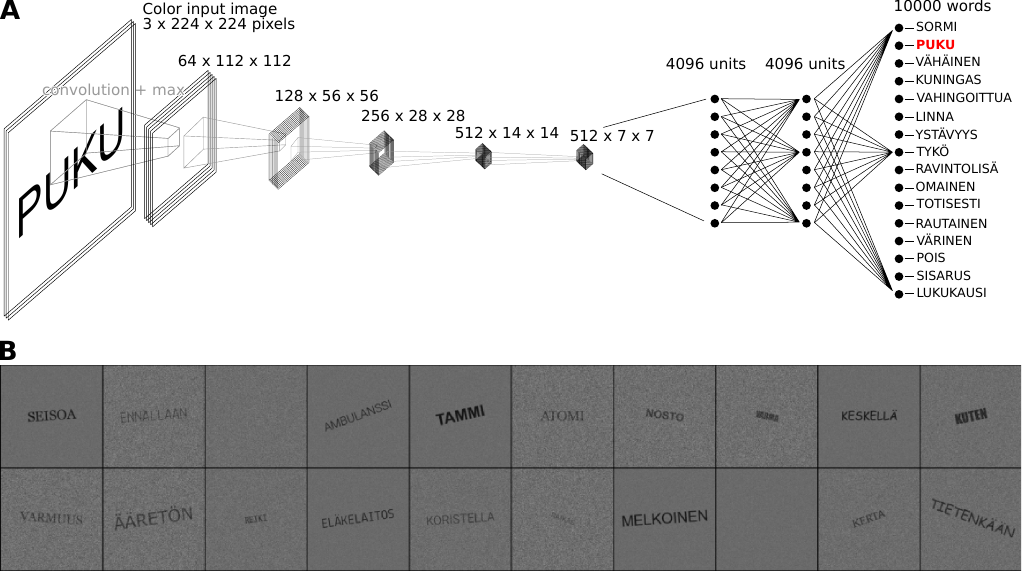 A
Color input image
3 x 224 x 224 pixels
convolution + max
PUKU
64 x 112 x 112
128 x 56 x 56
256 x 28 x 28
512 x 14 x 14
512 x 7 x 7
4096 units
4096 units
10000 words
SORMI
PUKU
VÄHÄINEN
KUNINGAS
VAHINGOITTUA
LINNA
YSTÄVYYS
TYKÖ
RAVINTOLISÄ
OMAINEN
TOTISESTI
RAUTAINEN
VÄRINEN
POIS
SISARUS
LUKUKAUSI
B
SEISOA ENNALLAAN AMBULANSSI TAMMI ATOMI NOSTO KESKELLÄ KUTEN
VARMUUS ÄÄRETÖN ELÄKELAITOS KORISTELLA MELKOINEN KERTA TIETENKÄÄN